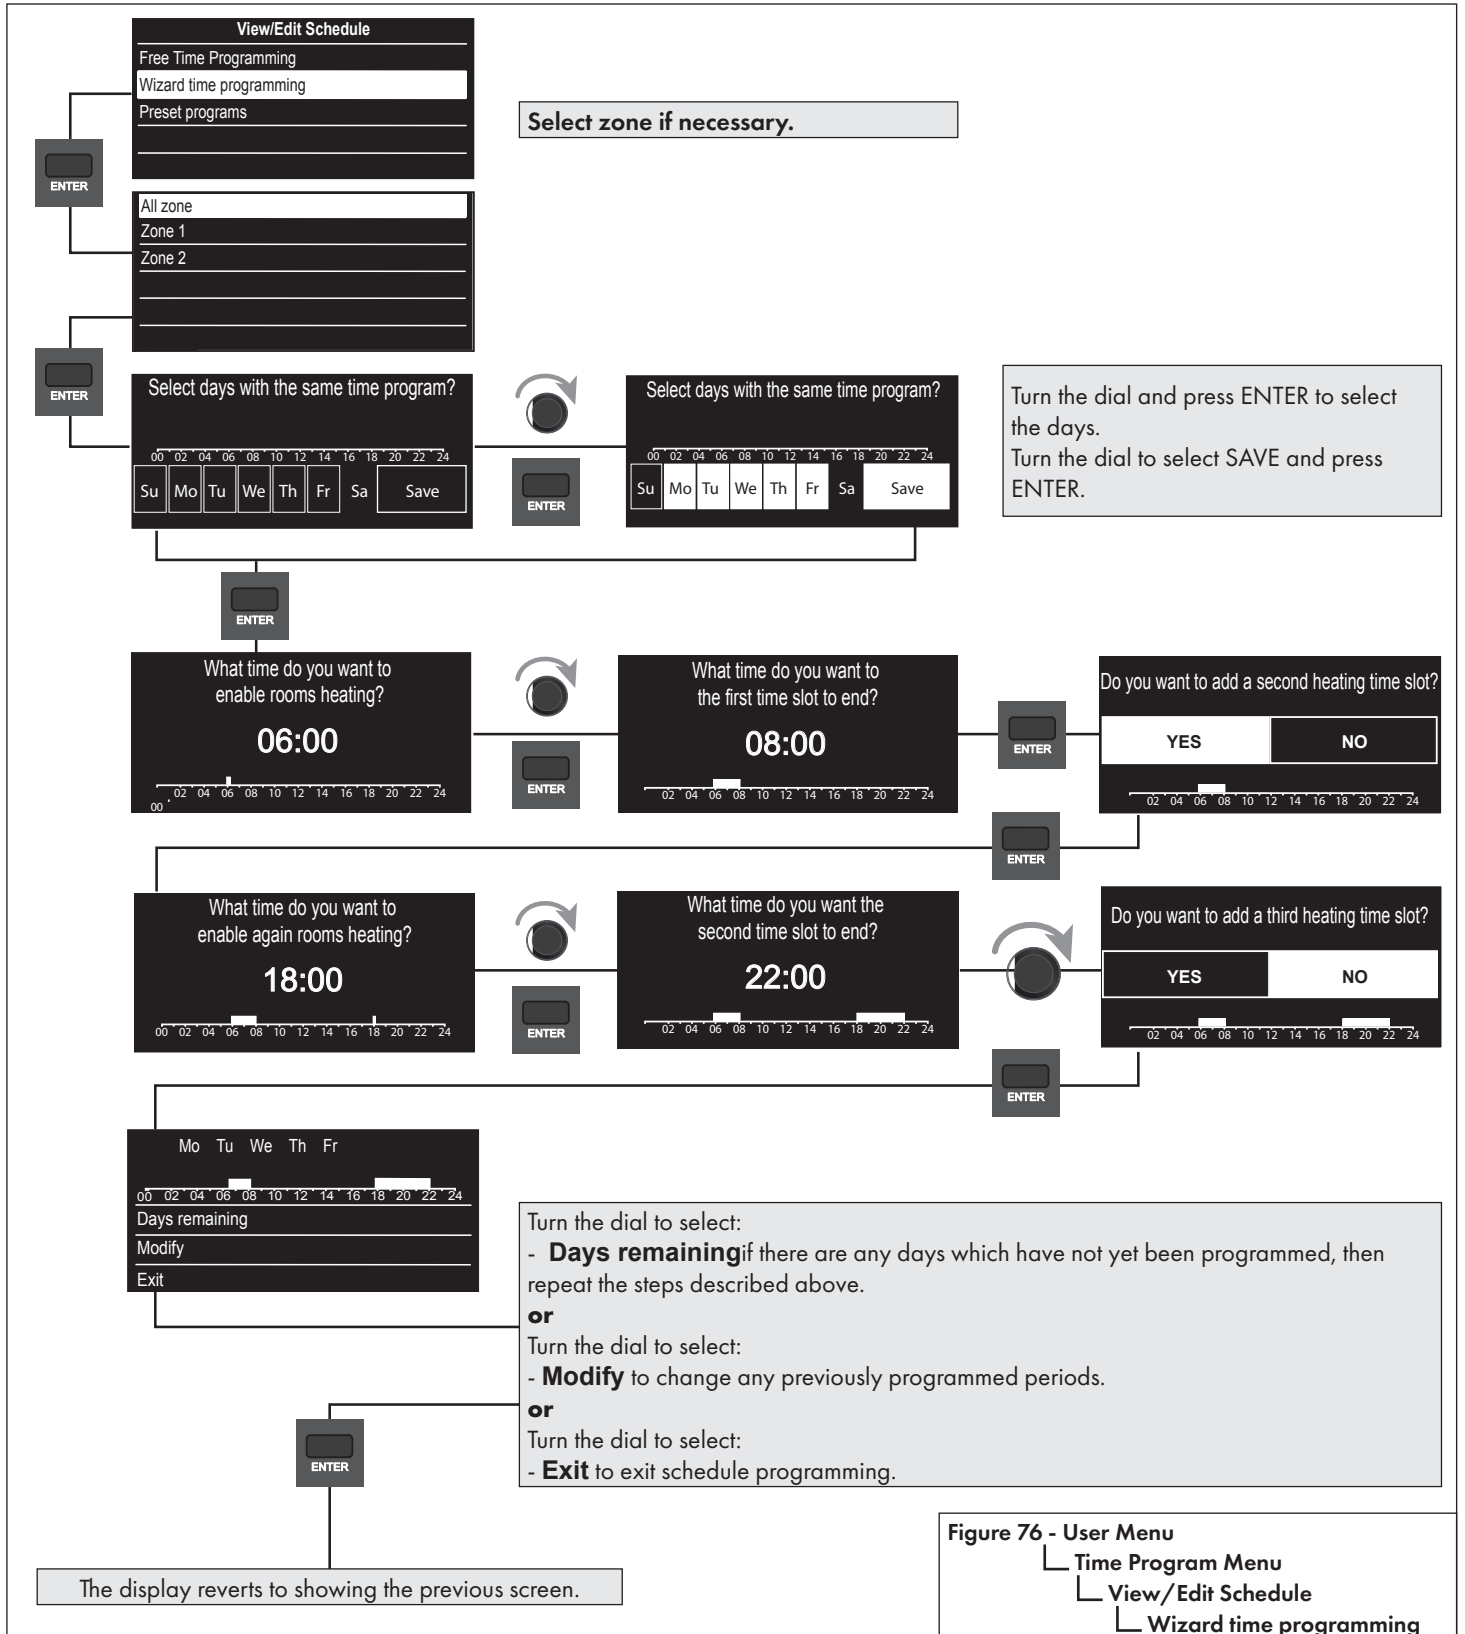 View/Edit Schedule
Free Time Programming
Wizard time programming
Preset programs
Select zone if necessary.
ENTER
All zone
Zone 1
Zone 2
ENTER
Select days with the same time program?
00 02 04 06 08 10 12 14 16 18 20 22 24
Su Mo Tu We Th Fr Sa Save
ENTER
Select days with the same time program?
00 02 04 06 08 10 12 14 16 18 20 22 24
Su Mo Tu We Th Fr Sa Save
Turn the dial and press ENTER to select
the days.
Turn the dial to select SAVE and press
ENTER.
ENTER
What time do you want to
enable rooms heating?
06:00
00 02 04 06 08 10 12 14 16 18 20 22 24
ENTER
What time do you want to
the first time slot to end?
08:00
02 04 06 08 10 12 14 16 18 20 22 24
ENTER
Do you want to add a second heating time slot?
YES NO
02 04 06 08 10 12 14 16 18 20 22 24
ENTER
What time do you want to
enable again rooms heating?
18:00
00 02 04 06 08 10 12 14 16 18 20 22 24
ENTER
What time do you want the
second time slot to end?
22:00
02 04 06 08 10 12 14 16 18 20 22 24
Do you want to add a third heating time slot?
YES NO
02 04 06 08 10 12 14 16 18 20 22 24
ENTER
Mo Tu We Th Fr
00 02 04 06 08 10 12 14 16 18 20 22 24
Days remaining
Modify
Exit
Turn the dial to select:
- Days remainingif there are any days which have not yet been programmed, then
repeat the steps described above.
or
Turn the dial to select:
- Modify to change any previously programmed periods.
or
Turn the dial to select:
- Exit to exit schedule programming.
ENTER
The display reverts to showing the previous screen.
Figure 76 - User Menu
Time Program Menu
View/Edit Schedule
Wizard time programming